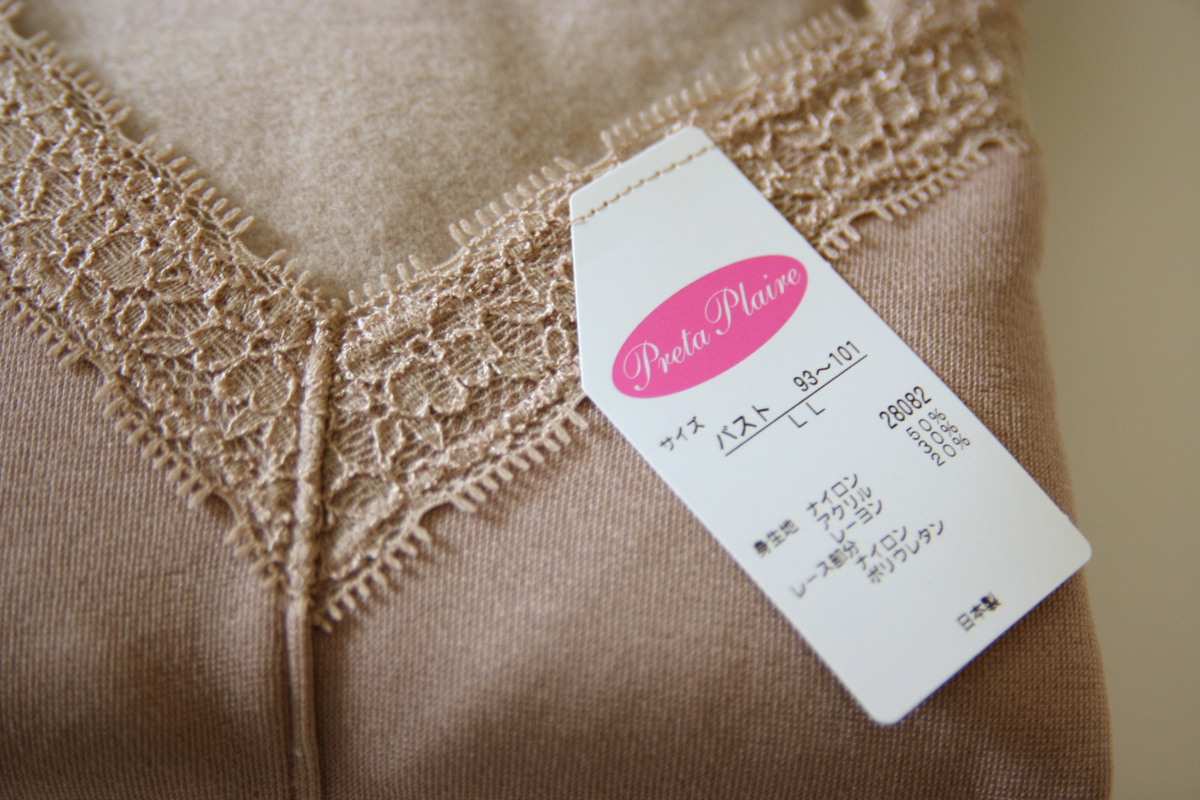 Preta Plaire
サイズ バスト 93〜101
LL
28082
身生地 ナイロン 50%
アクリル 30%
レーヨン 20%
レース部分
ナイロン
ポリウレタン
日本製